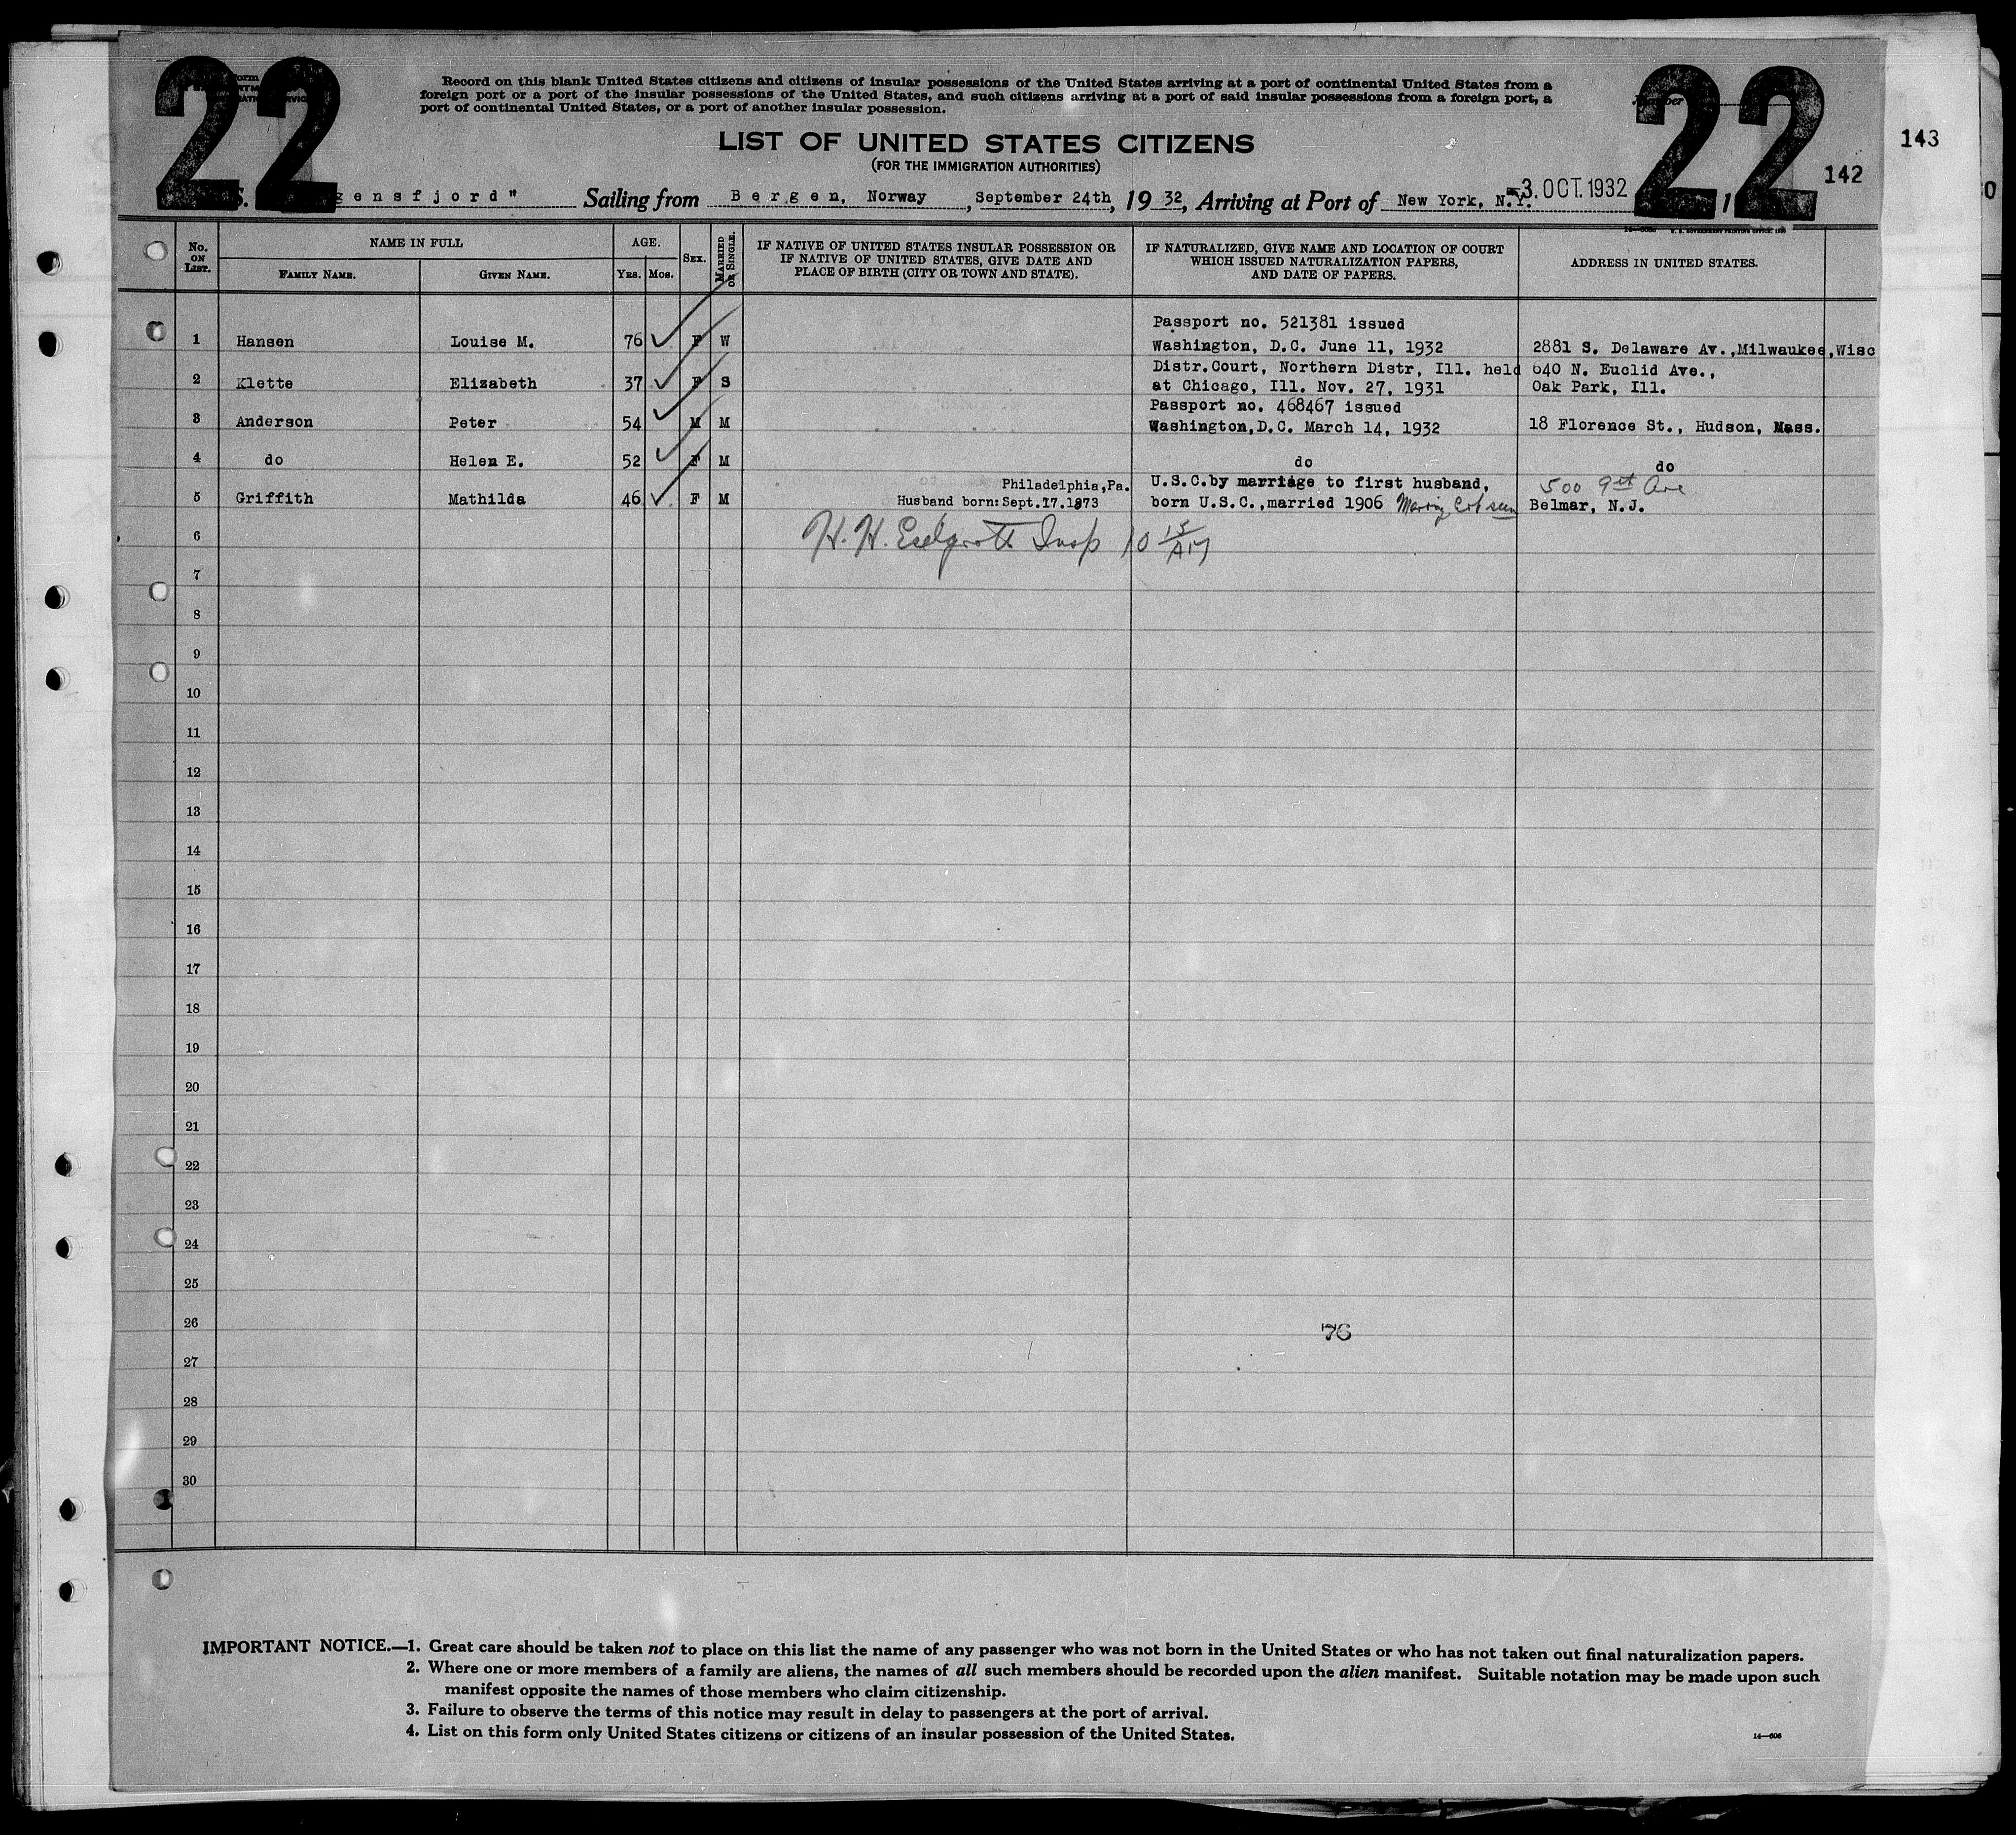 22
22
Form
Record on this blank United States citizens and citizens of insular possessions of the United States arriving at a port of continental United States from a
foreign port or a port of the insular possessions of the United States, and such citizens arriving at a port of said insular possessions from a foreign port, a
port of continental United States, or a port of another insular possession.
LIST OF UNITED STATES CITIZENS
(FOR THE IMMIGRATION AUTHORITIES)
143
142
S. gensfjord" Sailing from Bergen, Norway, September 24th, 19 32, Arriving at Port of New York, N.Y. 3. OCT. 1932
No. ON LIST.
NAME IN FULL
FAMILY NAME.
GIVEN NAME.
AGE.
YRS. MOS.
SEX.
MARRIED OR SINGLE.
IF NATIVE OF UNITED STATES INSULAR POSSESSION OR
IF NATIVE OF UNITED STATES, GIVE DATE AND
PLACE OF BIRTH (CITY OR TOWN AND STATE).
IF NATURALIZED, GIVE NAME AND LOCATION OF COURT
WHICH ISSUED NATURALIZATION PAPERS,
AND DATE OF PAPERS.
ADDRESS IN UNITED STATES.
Passport no. 521381 issued
1 Hansen Louise M. 76 F W Washington, D.C. June 11, 1932 2881 S. Delaware Av.,Milwaukee,Wisc
Distr.Court, Northern Distr, Ill. held 640 N. Euclid Ave.,
2 Klette Elizabeth 37 F S at Chicago, Ill. Nov. 27, 1931 Oak Park, Ill.
Passport no. 468467 issued
3 Anderson Peter 54 M M Washington,D.C. March 14, 1932 18 Florence St., Hudson, Mass.
4 do Helen E. 52 F M do do
Philadelphia,Pa. U.S.C.by marriage to first husband, 500 9th Ave
5 Griffith Mathilda 46 F M Husband born:Sept.17.1873 born U.S.C.,married 1906 Belmar, N.J.
6 H. H. Insp 10
7
8
9
10
11
12
13
14
15
16
17
18
19
20
21
22
23
24
25
26 76
27
28
29
30
IMPORTANT NOTICE.—1. Great care should be taken not to place on this list the name of any passenger who was not born in the United States or who has not taken out final naturalization papers.
2. Where one or more members of a family are aliens, the names of all such members should be recorded upon the alien manifest. Suitable notation may be made upon such
manifest opposite the names of those members who claim citizenship.
3. Failure to observe the terms of this notice may result in delay to passengers at the port of arrival.
4. List on this form only United States citizens or citizens of an insular possession of the United States.
14—608